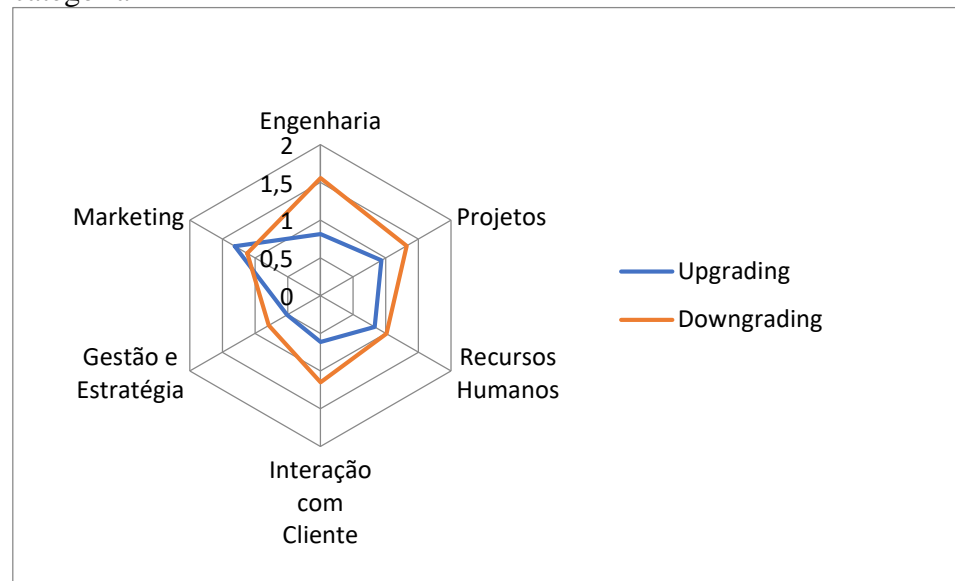 Engenharia
2
1,5
1
0,5
0
Projetos
Recursos
Humanos
Interação
com
Cliente
Gestão e
Estratégia
Marketing
Upgrading
Downgrading